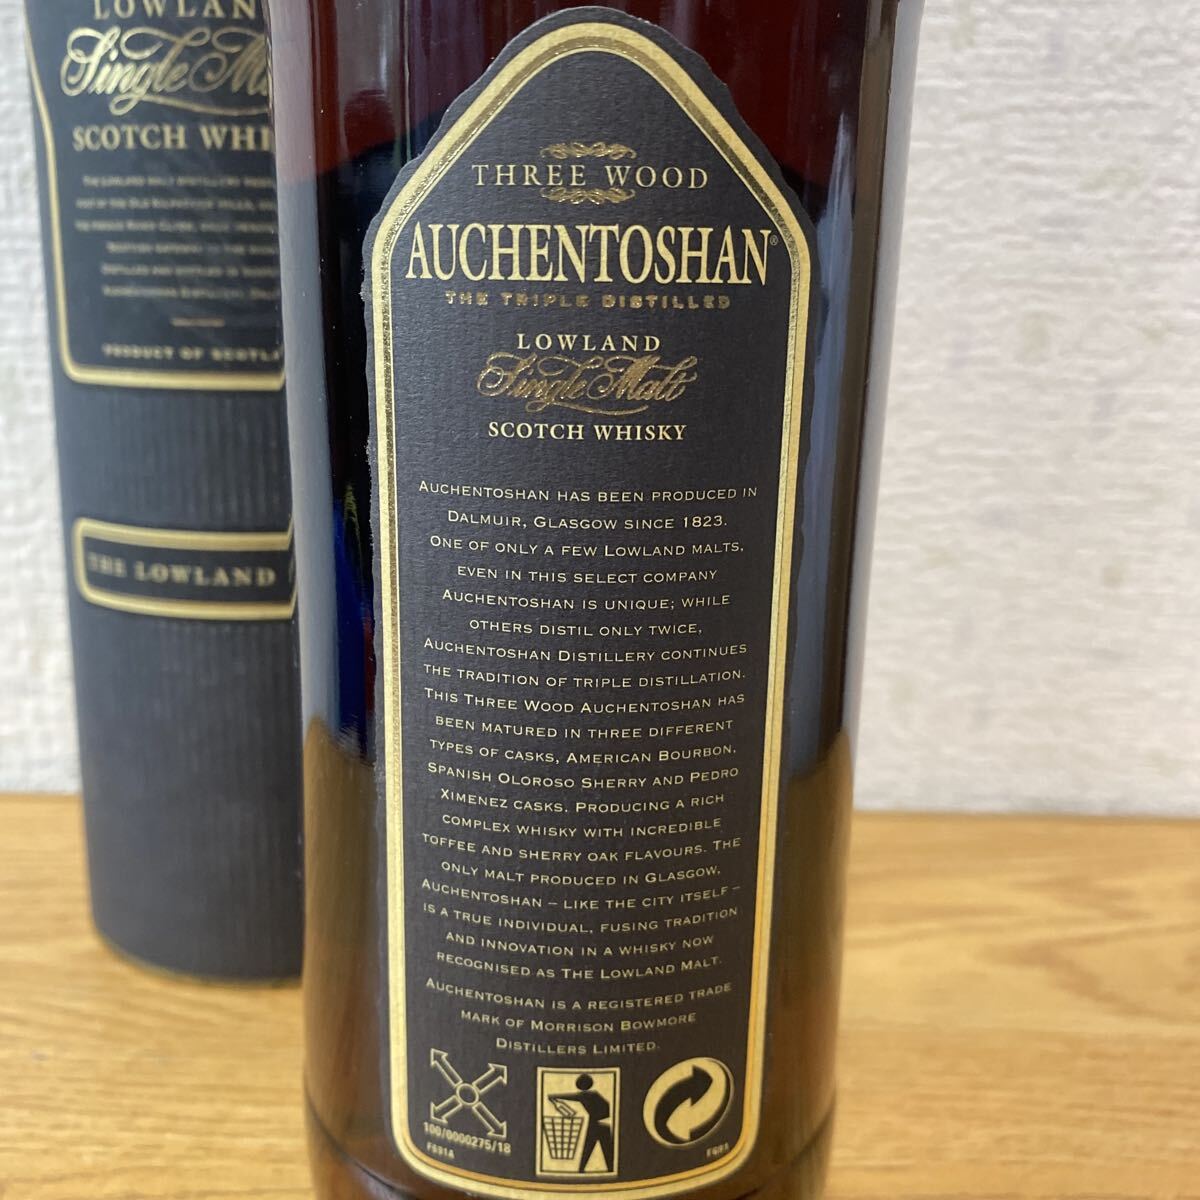 LOWLAN
Single Ma
SCOTCH WHI
PRODUCT OF SCOTLA
THE LOWLAND
THREE WOOD
AUCHENTOSHAN®
THE TRIPLE DISTILLED
LOWLAND
Single Malt
SCOTCH WHISKY
AUCHENTOSHAN HAS BEEN PRODUCED IN
DALMUIR, GLASGOW SINCE 1823.
ONE OF ONLY A FEW LOWLAND MALTS,
EVEN IN THIS SELECT COMPANY
AUCHENTOSHAN IS UNIQUE; WHILE
OTHERS DISTIL ONLY TWICE,
AUCHENTOSHAN DISTILLERY CONTINUES
THE TRADITION OF TRIPLE DISTILLATION.
THIS THREE WOOD AUCHENTOSHAN HAS
BEEN MATURED IN THREE DIFFERENT
TYPES OF CASKS, AMERICAN BOURBON,
SPANISH OLOROSO SHERRY AND PEDRO
XIMENEZ CASKS. PRODUCING A RICH
COMPLEX WHISKY WITH INCREDIBLE
TOFFEE AND SHERRY OAK FLAVOURS. THE
ONLY MALT PRODUCED IN GLASGOW,
AUCHENTOSHAN – LIKE THE CITY ITSELF –
IS A TRUE INDIVIDUAL, FUSING TRADITION
AND INNOVATION IN A WHISKY NOW
RECOGNISED AS THE LOWLAND MALT.
AUCHENTOSHAN IS A REGISTERED TRADE
MARK OF MORRISON BOWMORE
DISTILLERS LIMITED.
100/0000275/18